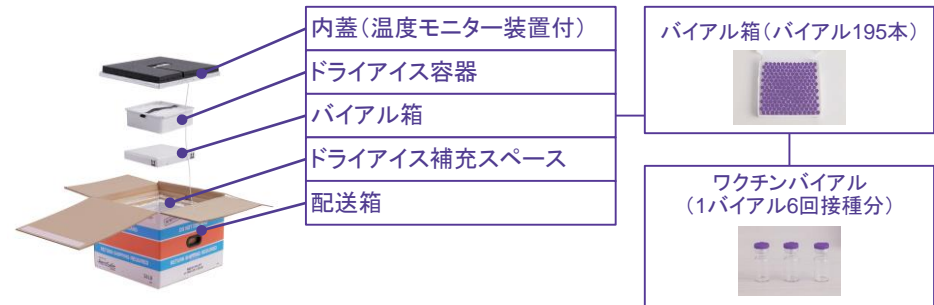 内蓋（温度モニター装置付）
ドライアイス容器
バイアル箱
ドライアイス補充スペース
配送箱
バイアル箱（バイアル195本）
ワクチンバイアル
（1バイアル6回接種分）